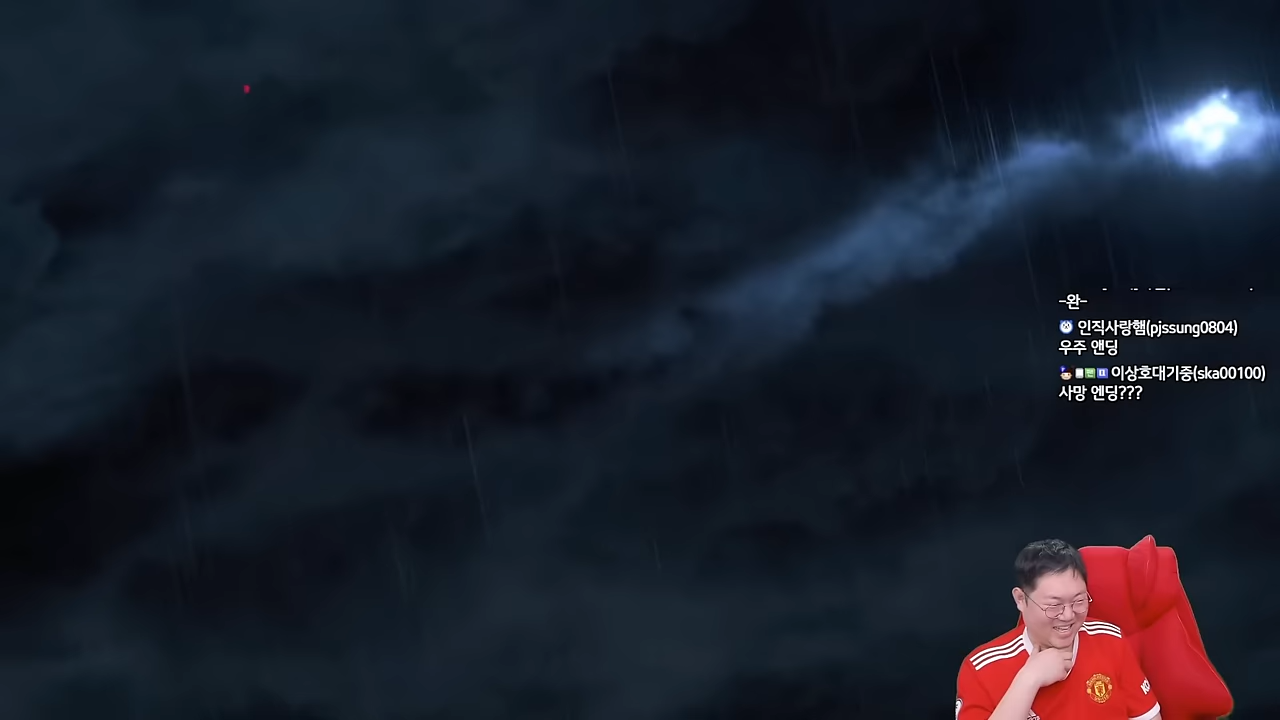 -완-
인직사랑햄(pjssung0804)
우주 앤딩
이상호대기중(ska00100)
사망 엔딩???